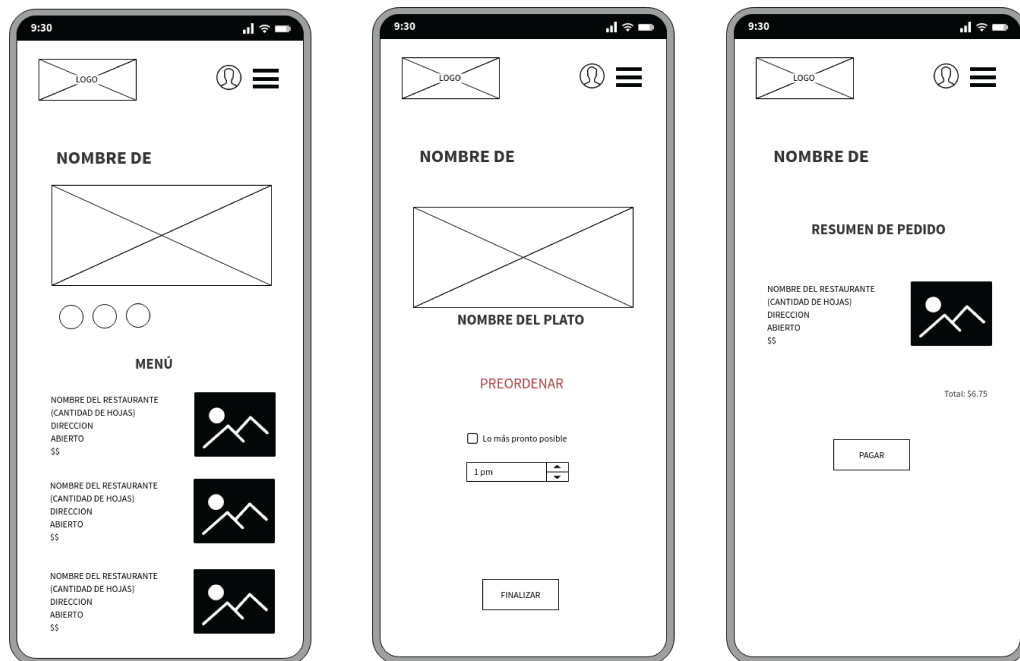 9:30
LOGO
NOMBRE DE
MENÚ
NOMBRE DEL RESTAURANTE
(CANTIDAD DE HOJAS)
DIRECCION
ABIERTO
$$
NOMBRE DEL RESTAURANTE
(CANTIDAD DE HOJAS)
DIRECCION
ABIERTO
$$
NOMBRE DEL RESTAURANTE
(CANTIDAD DE HOJAS)
DIRECCION
ABIERTO
$$
9:30
LOGO
NOMBRE DE
NOMBRE DEL PLATO
PREORDENAR
Lo más pronto posible
1 pm
FINALIZAR
9:30
LOGO
NOMBRE DE
RESUMEN DE PEDIDO
NOMBRE DEL RESTAURANTE
(CANTIDAD DE HOJAS)
DIRECCION
ABIERTO
$$
Total: $6.75
PAGAR